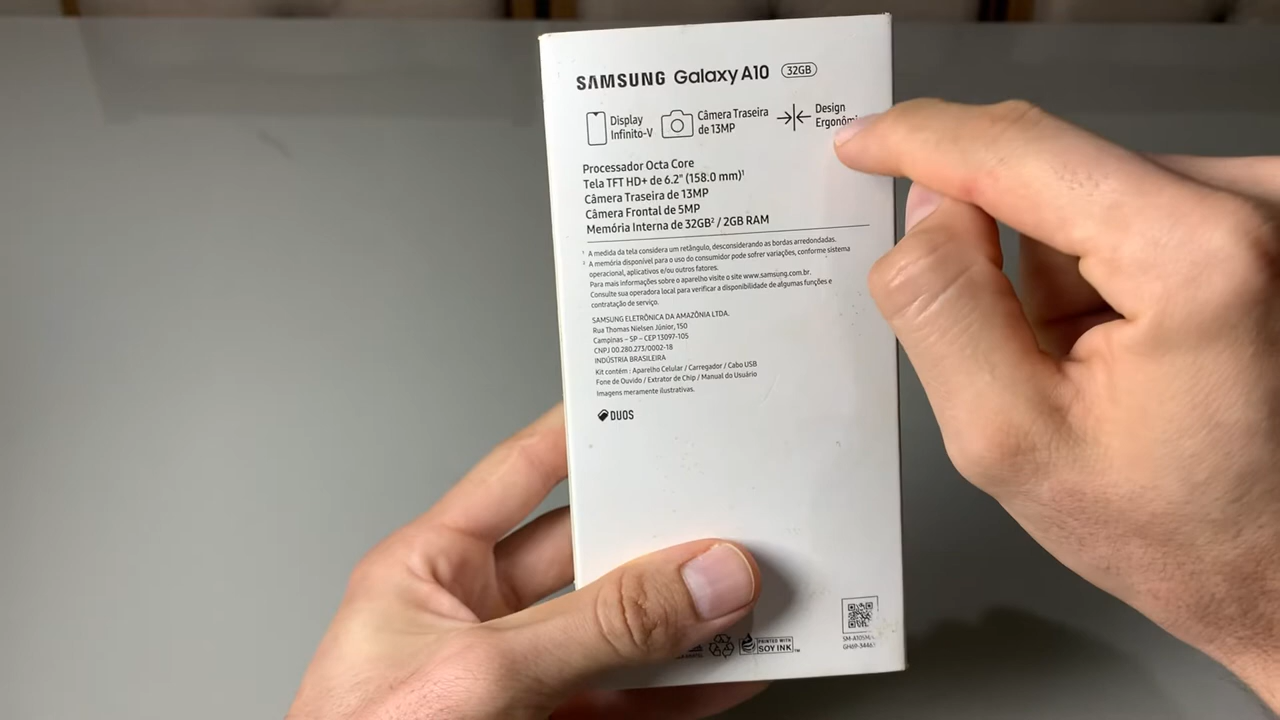 SAMSUNG Galaxy A10 32GB
Display
Infinito-V
Câmera Traseira
de 13MP
Design
Processador Octa Core
Tela TFT HD+ de 6.2" (158.0 mm)¹
Câmera Traseira de 13MP
Câmera Frontal de 5MP
Memória Interna de 32GB² / 2GB RAM
¹ A medida da tela considera um retângulo, desconsiderando as bordas arredondadas.
² A memória disponível para o uso do consumidor pode sofrer variações, conforme sistema
operacional, aplicativos e/ou outros fatores.
Para mais informações sobre o aparelho visite o site www.samsung.com.br.
Consulte sua operadora local para verificar a disponibilidade de algumas funções e
contratação de serviço.
SAMSUNG ELETRÔNICA DA AMAZÔNIA LTDA.
Rua Thomas Nielsen Júnior, 150
Campinas – SP – CEP 13097-105
CNPJ 00.280.273/0002-18
INDÚSTRIA BRASILEIRA
Kit contém : Aparelho Celular / Carregador / Cabo USB
Fone de Ouvido / Extrator de Chip / Manual do Usuário
Imagens meramente ilustrativas.
DUOS
PRINTED WITH
SOY INK™